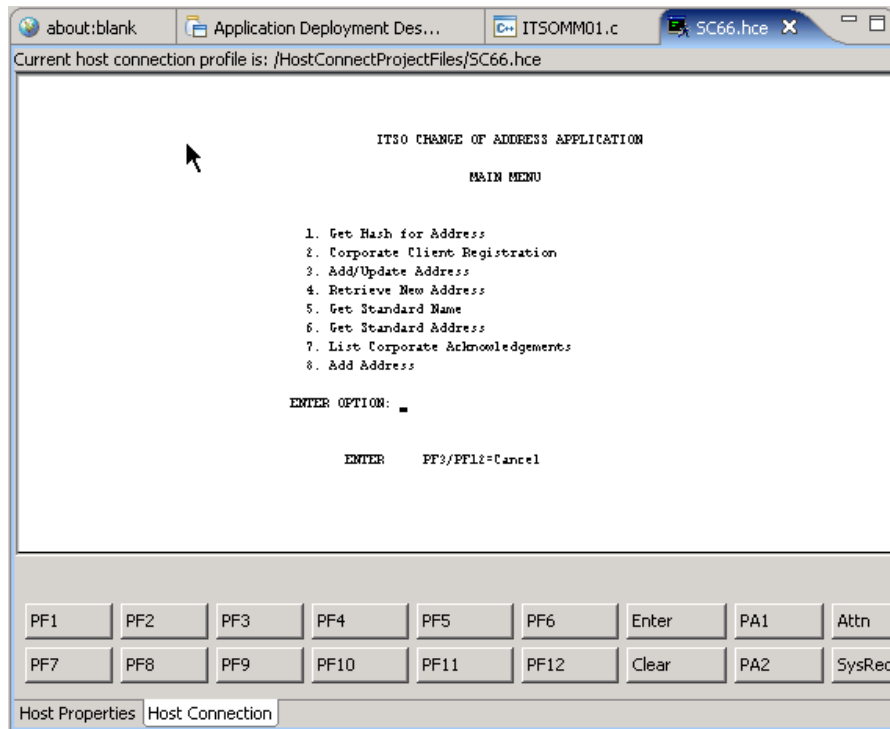 about:blank Application Deployment Des... ITSOMM01.c SC66.hce
Current host connection profile is: /HostConnectProjectFiles/SC66.hce
ITSO CHANGE OF ADDRESS APPLICATION
MAIN MENU
1. Get Hash for Address
2. Corporate Client Registration
3. Add/Update Address
4. Retrieve New Address
5. Get Standard Name
6. Get Standard Address
7. List Corporate Acknowledgements
8. Add Address
ENTER OPTION: _
ENTER PF3/PF12=Cancel
PF1 PF2 PF3 PF4 PF5 PF6 Enter PA1 Attn
PF7 PF8 PF9 PF10 PF11 PF12 Clear PA2 SysReq
Host Properties Host Connection